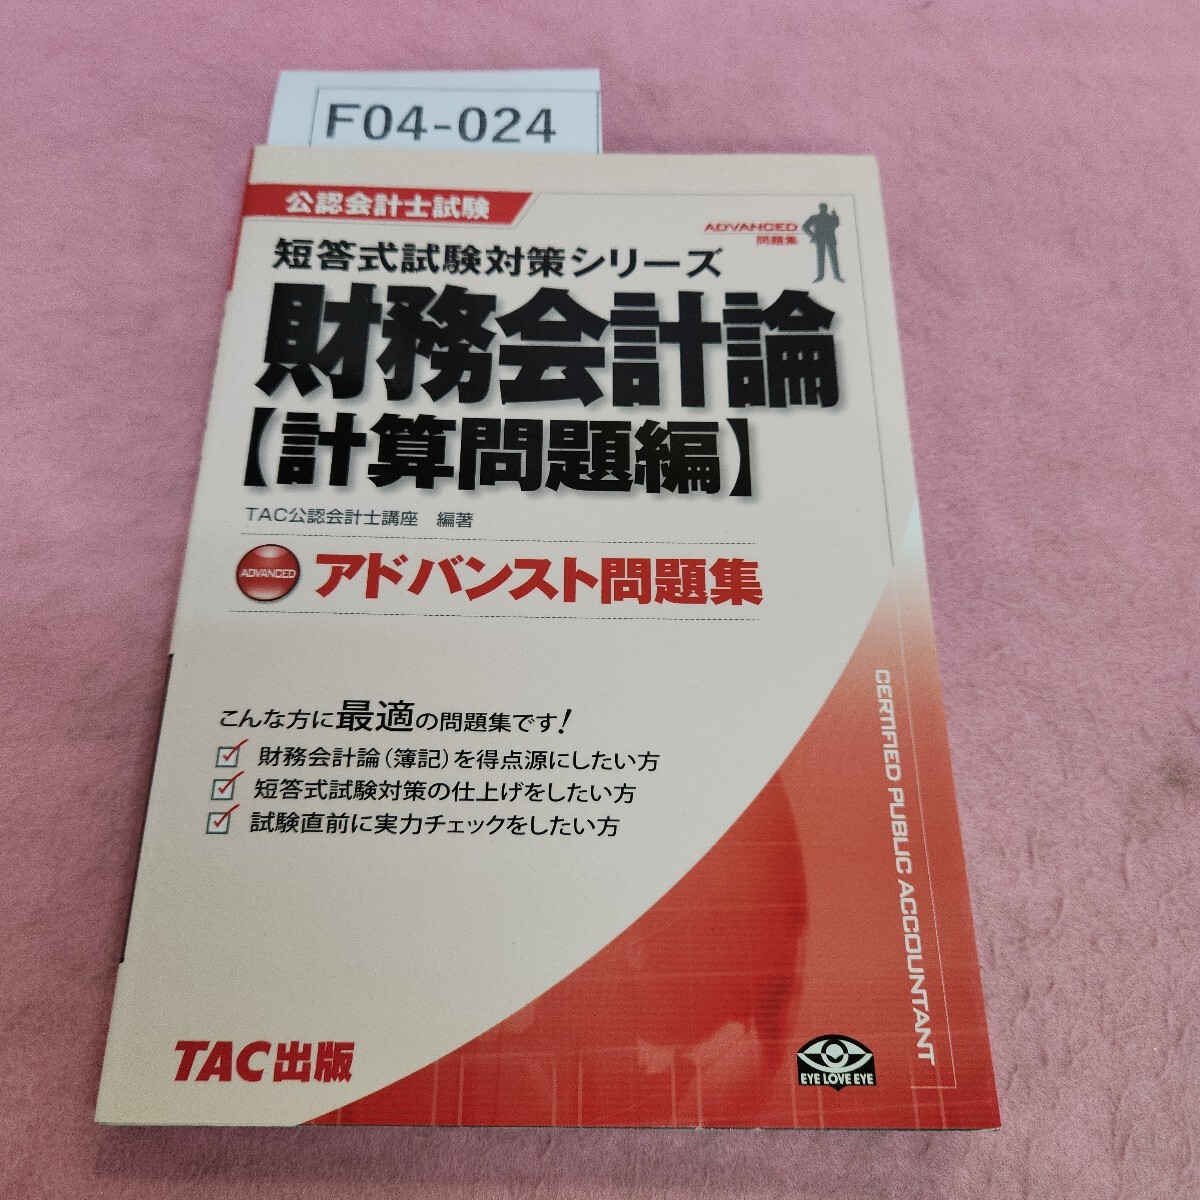 F04-024
公認会計士試験
ADVANCED
問題集
短答式試験対策シリーズ
財務会計論
【計算問題編】
TAC公認会計士講座 編著
ADVANCED
アドバンスト問題集
こんな方に最適の問題集です!
財務会計論(簿記)を得点源にしたい方
短答式試験対策の仕上げをしたい方
試験直前に実力チェックをしたい方
CERTIFIED PUBLIC ACCOUNTANT
TAC出版
EYE LOVE EYE